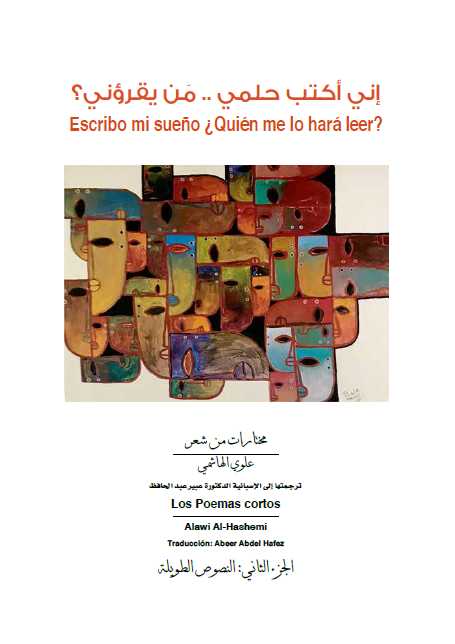 إني أكتب حلمي .. مَن يقرؤني؟
Escribo mi sueño ¿Quién me lo hará leer?
مختارات من شعر
علوي الهاشمي
ترجمتها إلى الإسبانية الدكتورة عبير عبد الحافظ
Los Poemas cortos
Alawi Al-Hashemi
Traducción: Abeer Abdel Hafez
الجزء الثاني: النصوص الطويلة